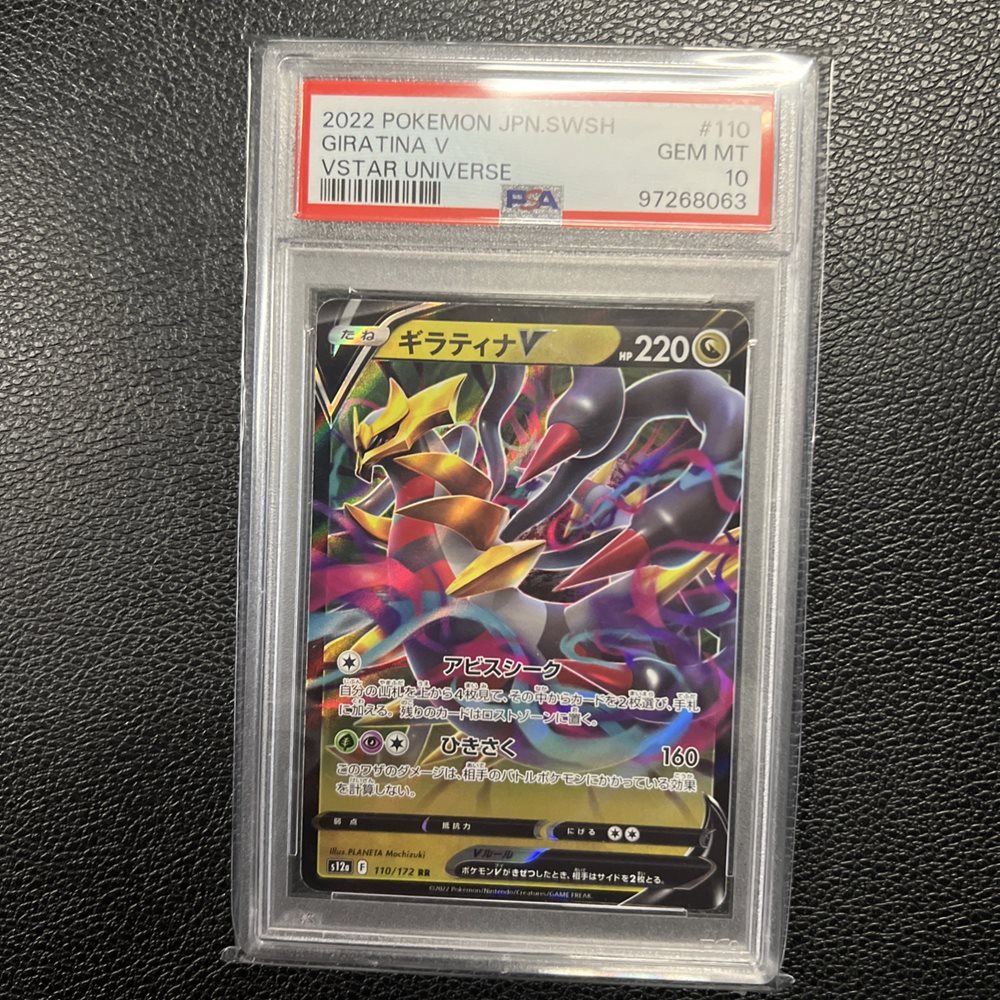 2022 POKEMON JPN.SWSH #110
GIRATINA V GEM MT
VSTAR UNIVERSE 10
PSA 97268063
たね ギラティナV HP 220
アビスシーク
自分の山札を上から4枚見て、その中からカードを2枚選び、手札
に加える。残りのカードはロストゾーンに置く。
ひきさく 160
このワザのダメージは、相手のバトルポケモンにかかっている効果
を計算しない。
弱点 抵抗力 にげる
Illus.PLANETA Mochizuki
Vルール
ポケモンVがきぜつしたとき、相手はサイドを2枚とる。
s12a F 110/172 RR
©2022 Pokémon/Nintendo/Creatures/GAME FREAK